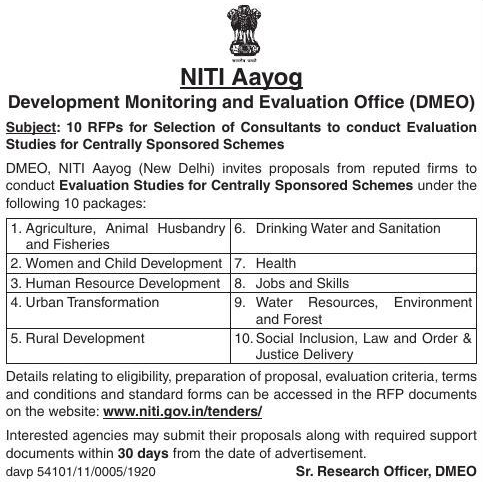 NITI Aayog
Development Monitoring and Evaluation Office (DMEO)
Subject: 10 RFPs for Selection of Consultants to conduct Evaluation
Studies for Centrally Sponsored Schemes
DMEO, NITI Aayog (New Delhi) invites proposals from reputed firms to
conduct Evaluation Studies for Centrally Sponsored Schemes under the
following 10 packages:
1. Agriculture, Animal Husbandry
and Fisheries
6. Drinking Water and Sanitation
2. Women and Child Development
7. Health
3. Human Resource Development
8. Jobs and Skills
4. Urban Transformation
9. Water Resources, Environment
and Forest
5. Rural Development
10. Social Inclusion, Law and Order &
Justice Delivery
Details relating to eligibility, preparation of proposal, evaluation criteria, terms
and conditions and standard forms can be accessed in the RFP documents
on the website: www.niti.gov.in/tenders/
Interested agencies may submit their proposals along with required support
documents within 30 days from the date of advertisement.
davp 54101/11/0005/1920
Sr. Research Officer, DMEO